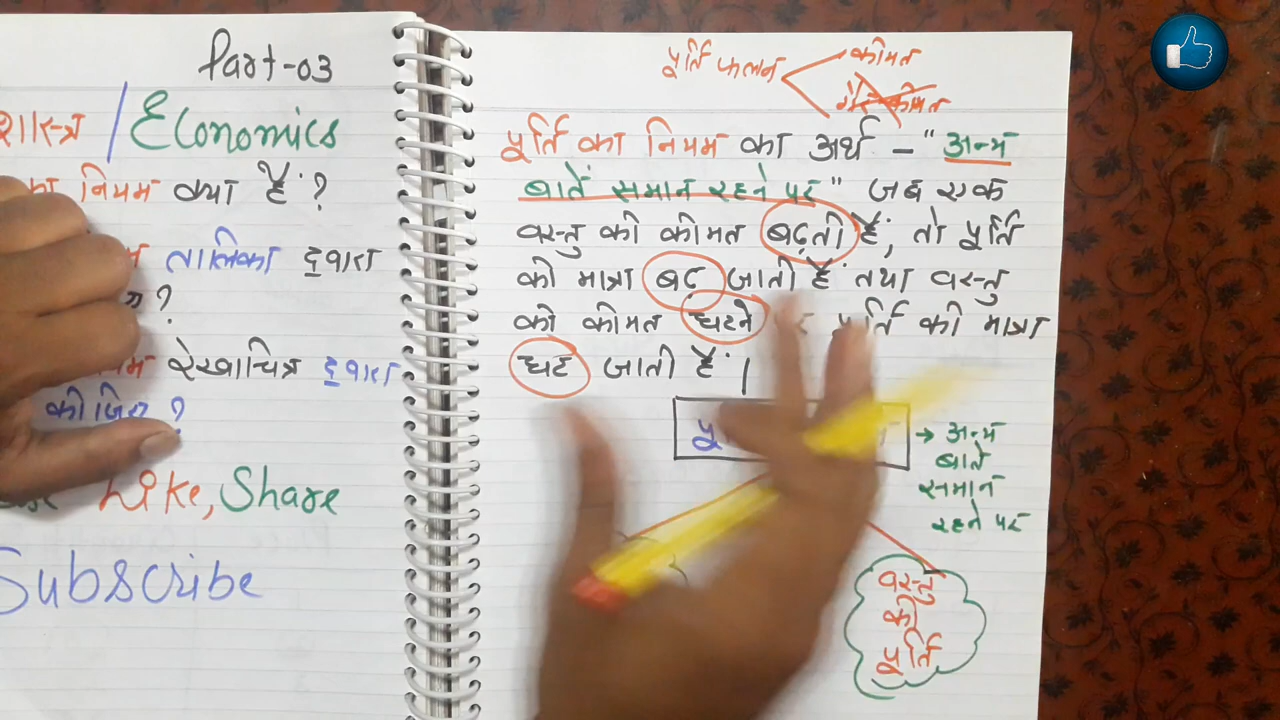 Part-03
शास्त्र / Economics
का नियम क्या है ?
तालिका द्वारा
?
रेखाचित्र द्वारा
कीजिए ?
Like, Share
Subscribe
पूर्ति फलन
कीमत
गैर कीमत
पूर्ति का नियम का अर्थ – "अन्य
बातें समान रहने पर" जब एक
वस्तु की कीमत बढ़ती है, तो पूर्ति
की मात्रा बढ़ जाती है तथा वस्तु
की कीमत घटने पूर्ति की मात्रा
घट जाती है।
→ अन्य
बातें
समान
रहने पर
वस्तु
की
पूर्ति